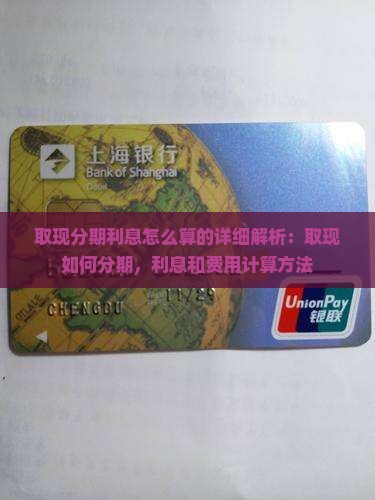 上海银行
Bank of Shanghai
取现分期利息怎么算的详细解析：取现
如何分期，利息和费用计算方法
11/29
CHENGDU
UnionPay
银联